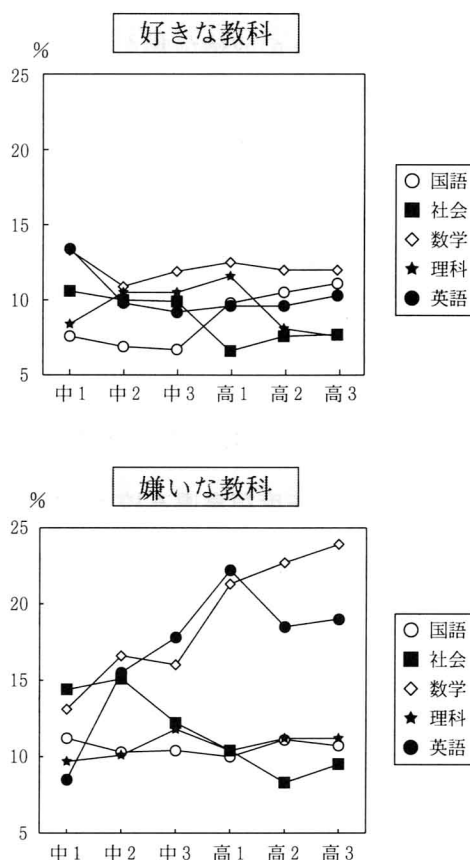 好きな教科
%
25
20
15
10
5
中1 中2 中3 高1 高2 高3
国語
社会
数学
理科
英語
嫌いな教科
%
25
20
15
10
5
中1 中2 中3 高1 高2 高3
国語
社会
数学
理科
英語